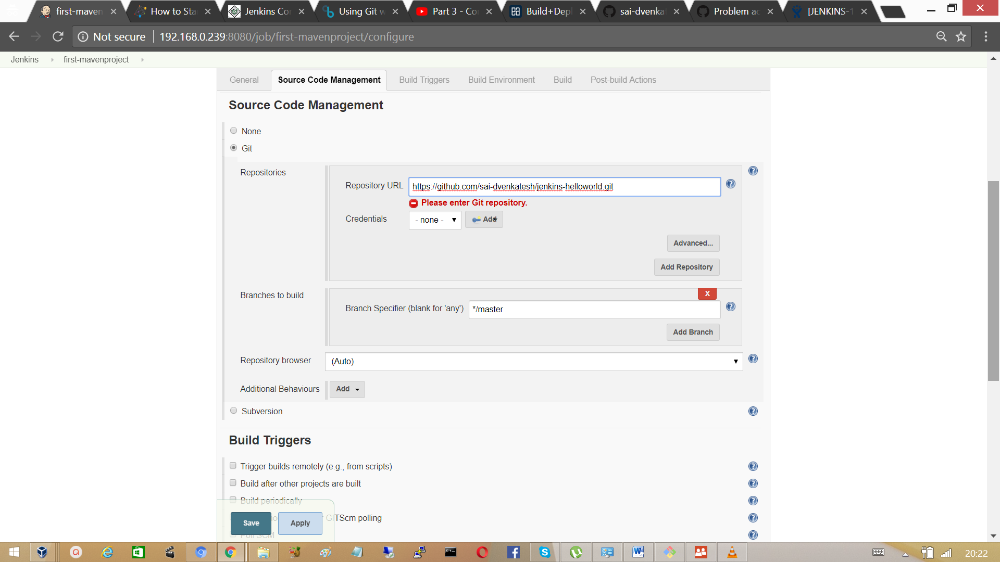 first-maven
How to Sta
Jenkins Co
Using Git w
Part 3 - Co
Build+Depl
sai-dvenkat
Problem ac
[JENKINS-1
Not secure
192.168.0.239:8080/job/first-mavenproject/configure
Jenkins
first-mavenproject
General
Source Code Management
Build Triggers
Build Environment
Build
Post-build Actions
Source Code Management
None
Git
Repositories
Repository URL
https://github.com/sai-dvenkatesh/jenkins-helloworld.git
Please enter Git repository.
Credentials
- none -
Add
Advanced...
Add Repository
Branches to build
X
Branch Specifier (blank for 'any')
*/master
Add Branch
Repository browser
(Auto)
Additional Behaviours
Add
Subversion
Build Triggers
Trigger builds remotely (e.g., from scripts)
Build after other projects are built
Build periodically
GITScm polling
Poll SCM
Save
Apply
20:22